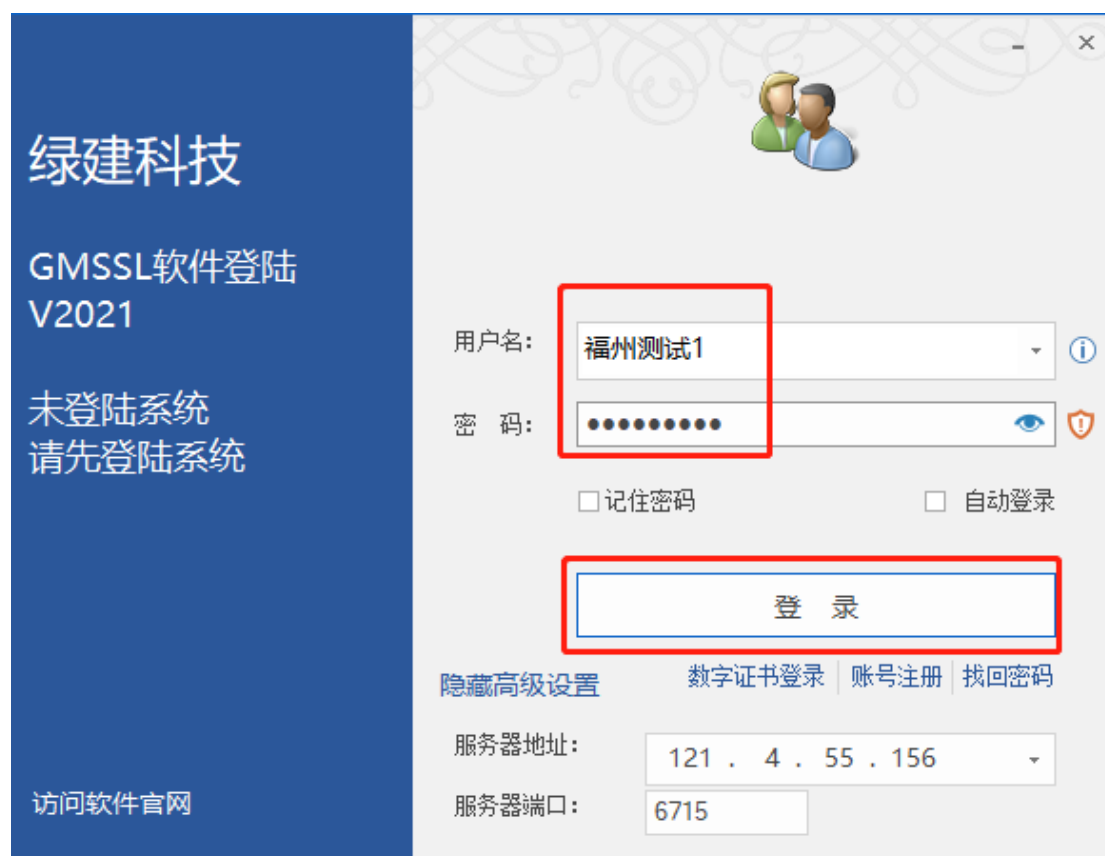 绿建科技
GMSSL软件登陆
V2021
未登陆系统
请先登陆系统
访问软件官网
用户名：
福州测试1
密 码：
•••••••••
记住密码
自动登录
登 录
隐藏高级设置
数字证书登录
账号注册
找回密码
服务器地址：
121 . 4 . 55 . 156
服务器端口：
6715